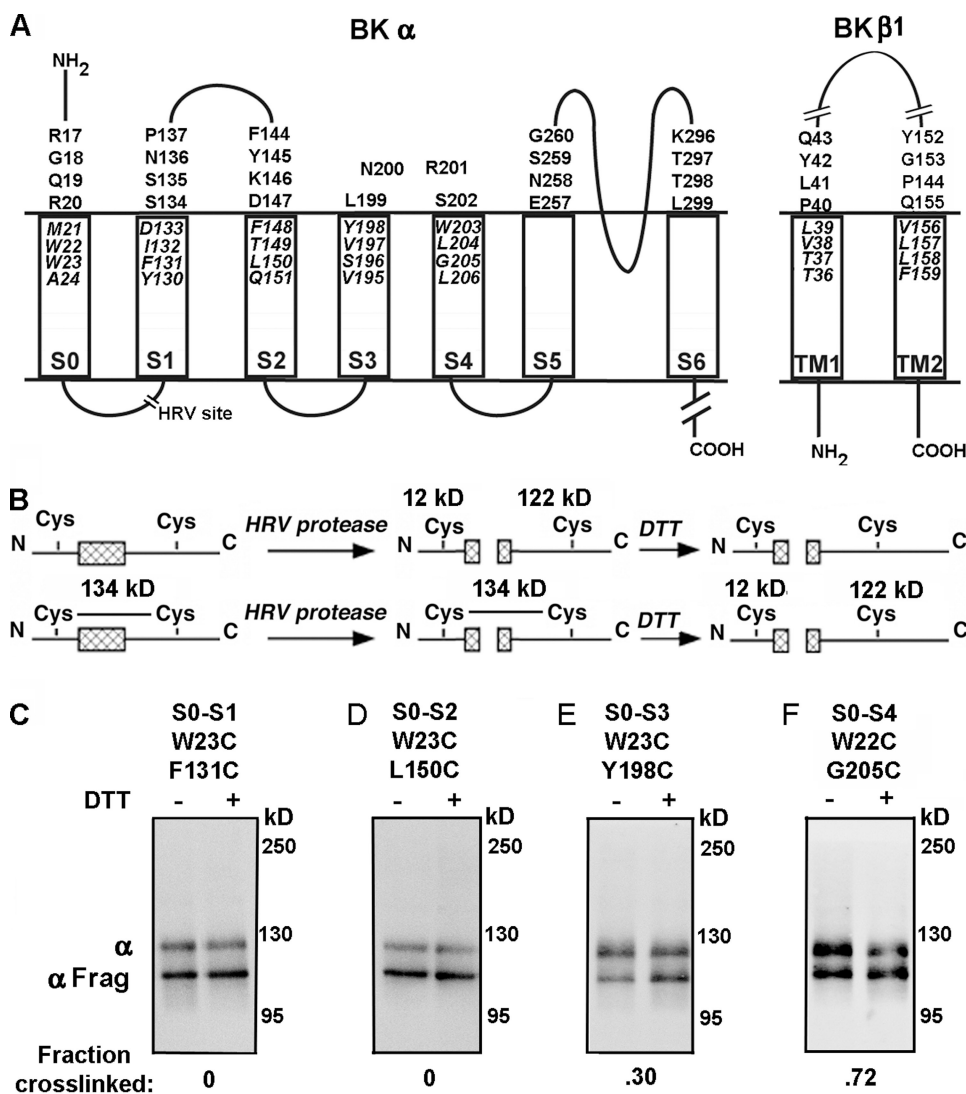 A
BK α
BK β1
NH2
R17 P137 F144 G260 K296 Q43 Y152
G18 N136 Y145 N200 R201 S259 T297 Y42 G153
Q19 S135 K146 N258 T298 L41 P144
R20 S134 D147 L199 S202 E257 L299 P40 Q155
M21 D133 F148 Y198 W203 L39 V156
W22 I132 T149 V197 L204 V38 L157
W23 F131 L150 S196 G205 T37 L158
A24 Y130 Q151 V195 L206 T36 F159
S0 S1 S2 S3 S4 S5 S6 TM1 TM2
HRV site
COOH NH2 COOH
B
12 kD 122 kD
Cys Cys HRV protease Cys Cys DTT Cys Cys
N C N C N C
134 kD 134 kD 12 kD 122 kD
Cys Cys HRV protease Cys Cys DTT Cys Cys
N C N C N C
C S0-S1 D S0-S2 E S0-S3 F S0-S4
W23C W23C W23C W22C
F131C L150C Y198C G205C
DTT - + - + - + - +
kD kD kD kD
250 250 250 250
α 130 130 130 130
α Frag
95 95 95 95
Fraction
crosslinked: 0 0 .30 .72